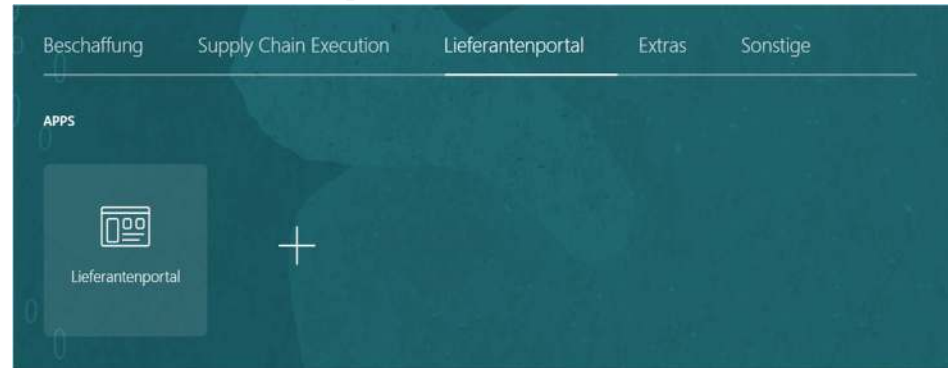 Beschaffung Supply Chain Execution Lieferantenportal Extras Sonstige
APPS
Lieferantenportal